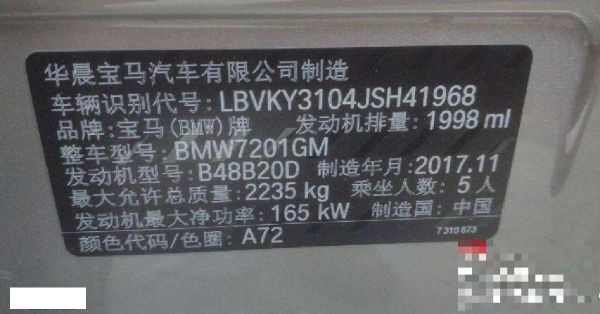 华晨宝马汽车有限公司制造
车辆识别代号: LBVKY3104JSH41968
品牌: 宝马(BMW)牌 发动机排量: 1998 ml
整车型号: BMW7201GM
发动机型号: B48B20D 制造年月: 2017.11
最大允许总质量: 2235 kg 乘坐人数: 5 人
发动机最大净功率: 165 kW 制造国: 中国
颜色代码/色圈: A72
7 310 673